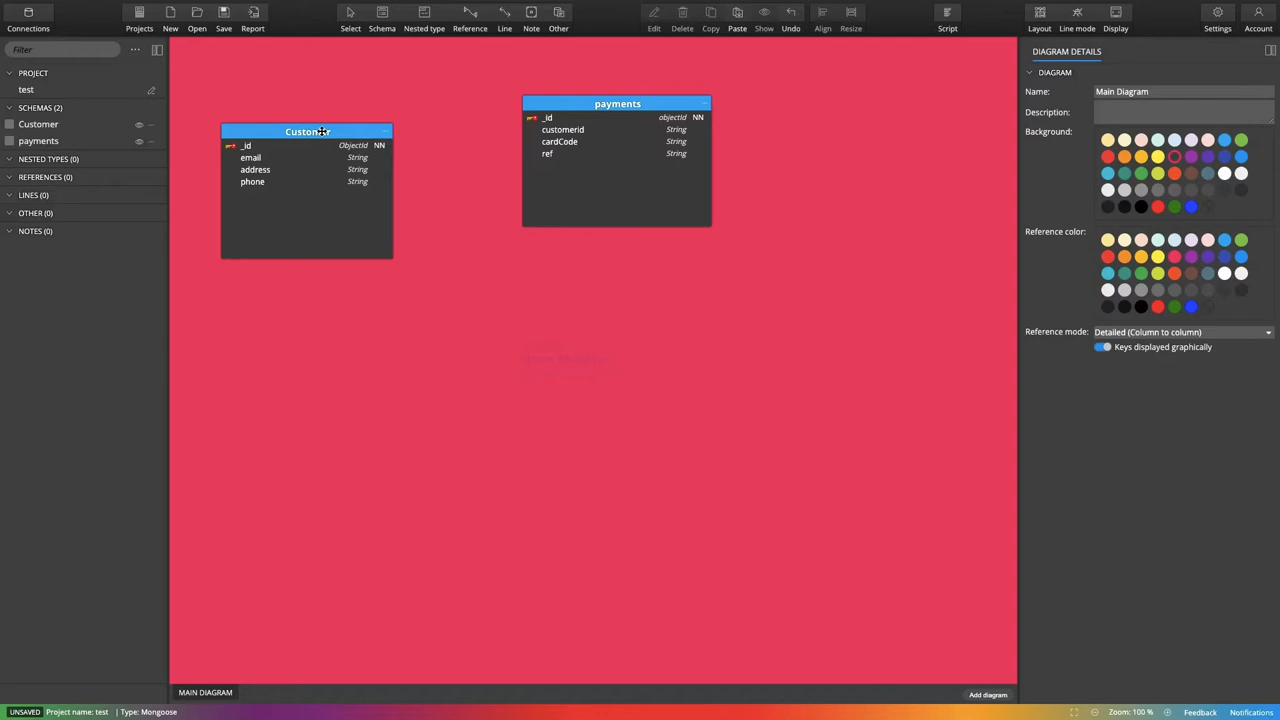 Connections
Projects
New
Open
Save
Report
Select
Schema
Nested type
Reference
Line
Note
Other
Edit
Delete
Copy
Paste
Show
Undo
Align
Resize
Script
Layout
Line mode
Display
Settings
Account
Filter
PROJECT
test
SCHEMAS (2)
Customer
payments
NESTED TYPES (0)
REFERENCES (0)
LINES (0)
OTHER (0)
NOTES (0)
Customer
_id ObjectId NN
email String
address String
phone String
payments
_id objectId NN
customerid String
cardCode String
ref String
DIAGRAM DETAILS
DIAGRAM
Name: Main Diagram
Description:
Background:
Reference color:
Reference mode: Detailed (Column to column)
Keys displayed graphically
MAIN DIAGRAM
Add diagram
UNSAVED Project name: test | Type: Mongoose
Zoom: 100 %
Feedback
Notifications